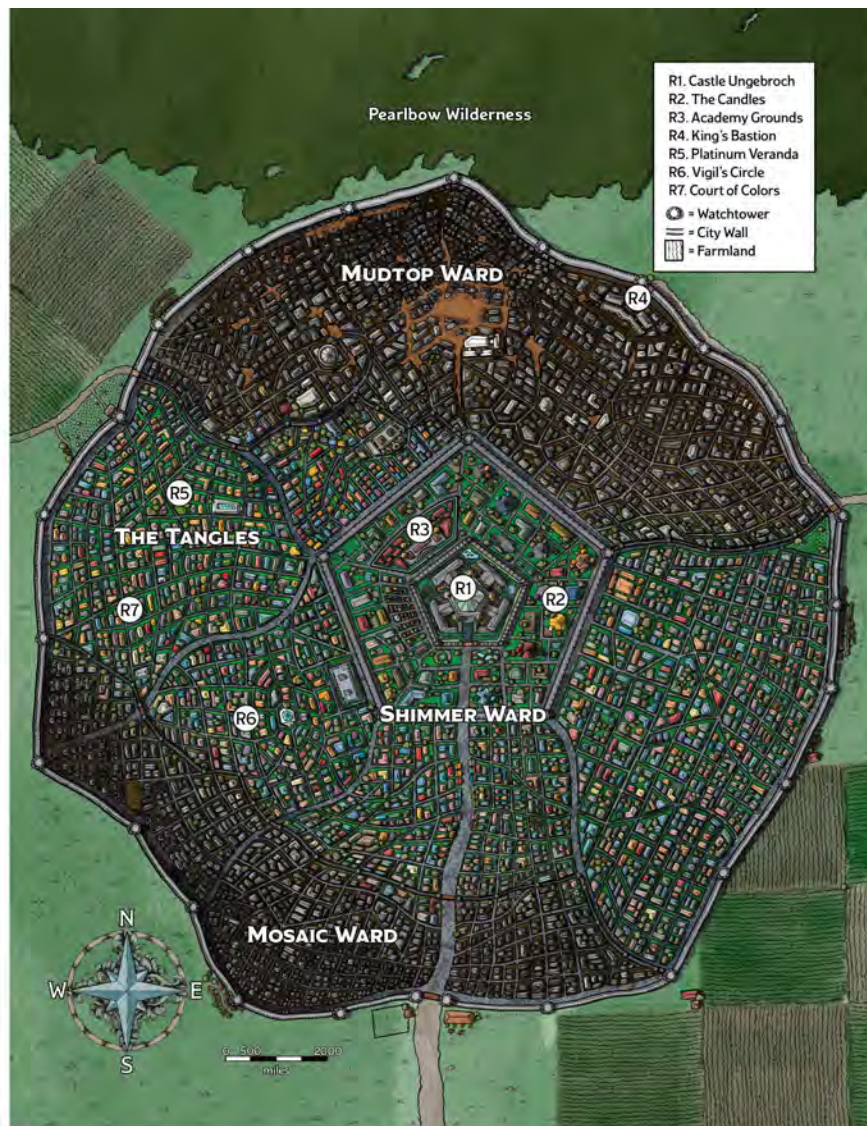 Pearlbow Wilderness
R1. Castle Ungebroch
R2. The Candles
R3. Academy Grounds
R4. King's Bastion
R5. Platinum Veranda
R6. Vigil's Circle
R7. Court of Colors
= Watchtower
= City Wall
= Farmland
MUDTOP WARD
R4
R5
THE TANGLES
R3
R1
R2
R7
R6
SHIMMER WARD
MOSAIC WARD
N
W E
S
0 500 2000
miles